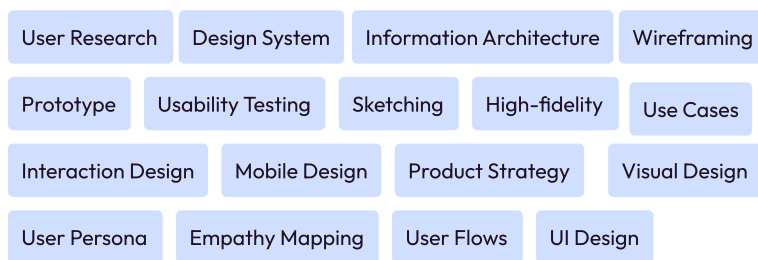 User Research Design System Information Architecture Wireframing
Prototype Usability Testing Sketching High-fidelity Use Cases
Interaction Design Mobile Design Product Strategy Visual Design
User Persona Empathy Mapping User Flows UI Design